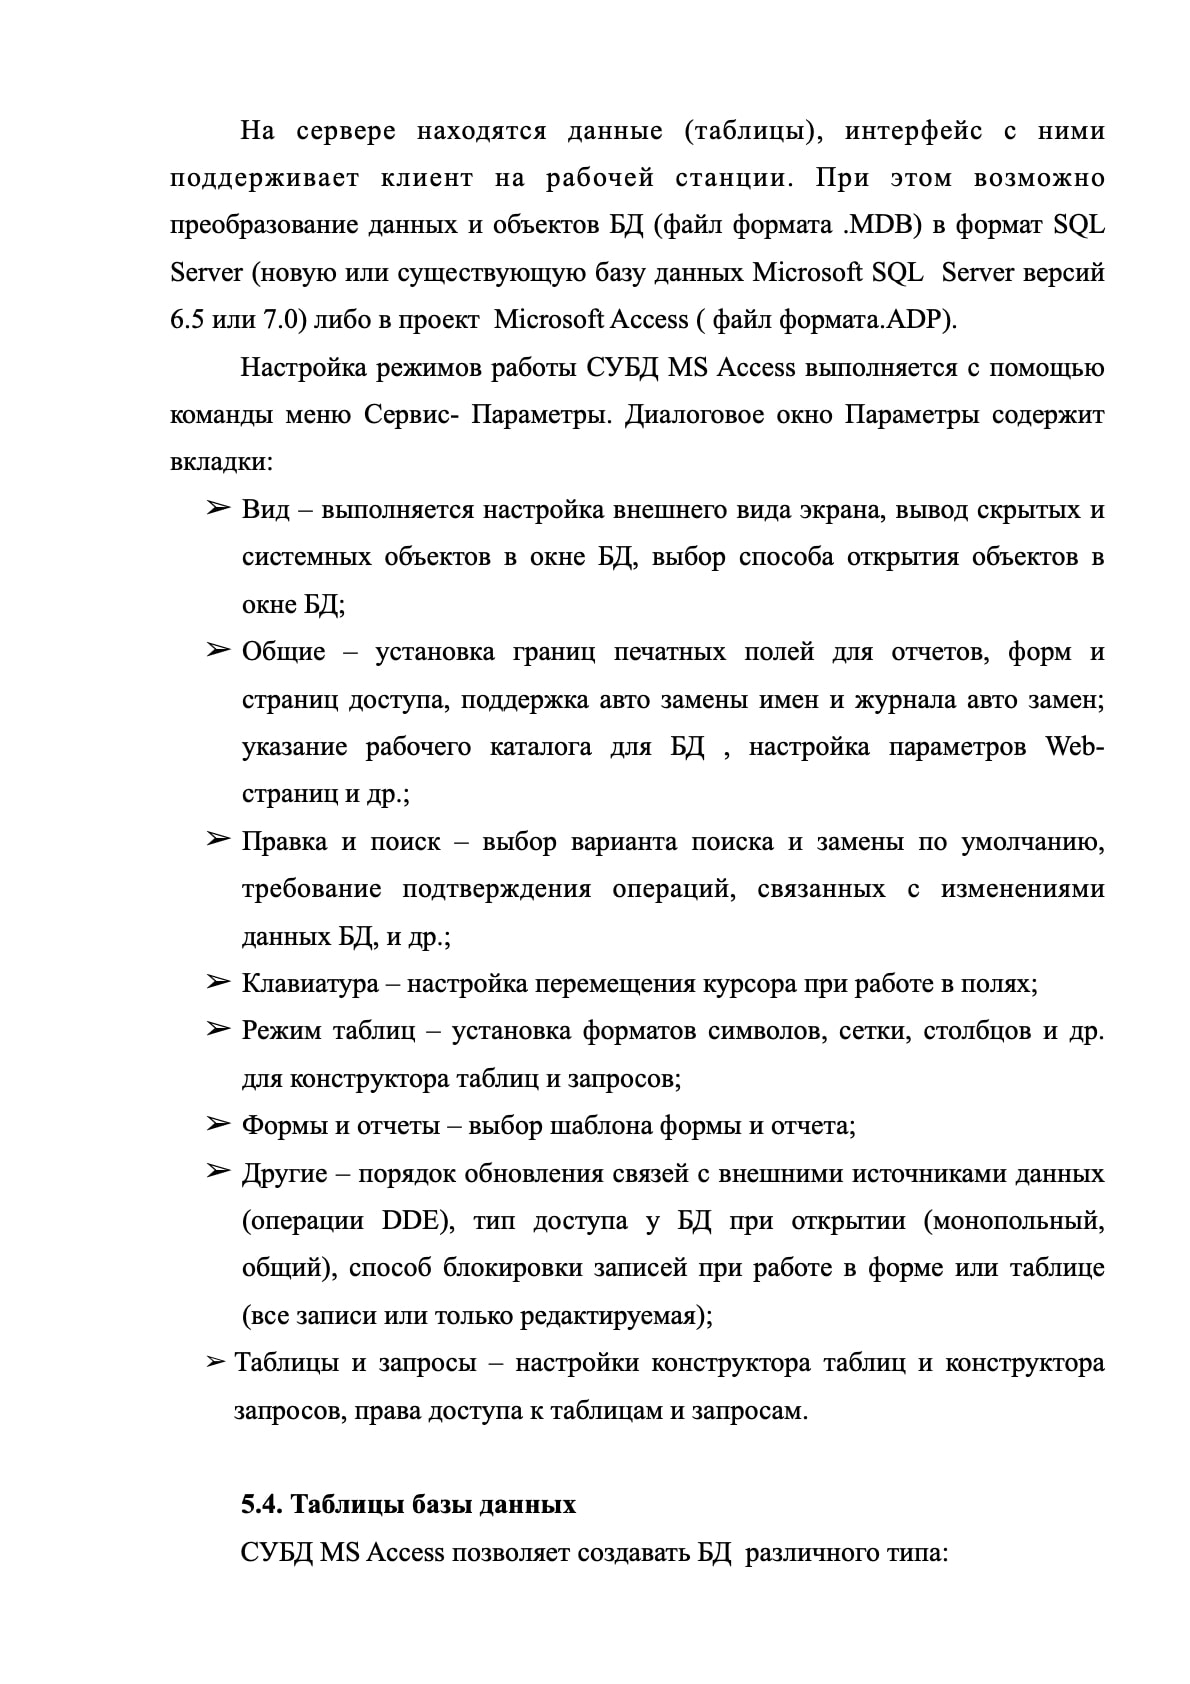 На сервере находятся данные (таблицы), интерфейс с ними
поддерживает клиент на рабочей станции. При этом возможно
преобразование данных и объектов БД (файл формата .MDB) в формат SQL
Server (новую или существующую базу данных Microsoft SQL  Server версий
6.5 или 7.0) либо в проект  Microsoft Access ( файл формата.ADP).
Настройка режимов работы СУБД MS Access выполняется с помощью
команды меню Сервис- Параметры. Диалоговое окно Параметры содержит
вкладки:
➢ Вид – выполняется настройка внешнего вида экрана, вывод скрытых и
системных объектов в окне БД, выбор способа открытия объектов в
окне БД;
➢ Общие – установка границ печатных полей для отчетов, форм и
страниц доступа, поддержка авто замены имен и журнала авто замен;
указание рабочего каталога для БД , настройка параметров Web-
страниц и др.;
➢ Правка и поиск – выбор варианта поиска и замены по умолчанию,
требование подтверждения операций, связанных с изменениями
данных БД, и др.;
➢ Клавиатура – настройка перемещения курсора при работе в полях;
➢ Режим таблиц – установка форматов символов, сетки, столбцов и др.
для конструктора таблиц и запросов;
➢ Формы и отчеты – выбор шаблона формы и отчета;
➢ Другие – порядок обновления связей с внешними источниками данных
(операции DDE), тип доступа у БД при открытии (монопольный,
общий), способ блокировки записей при работе в форме или таблице
(все записи или только редактируемая);
➢ Таблицы и запросы – настройки конструктора таблиц и конструктора
запросов, права доступа к таблицам и запросам.
5.4. Таблицы базы данных
СУБД MS Access позволяет создавать БД  различного типа: